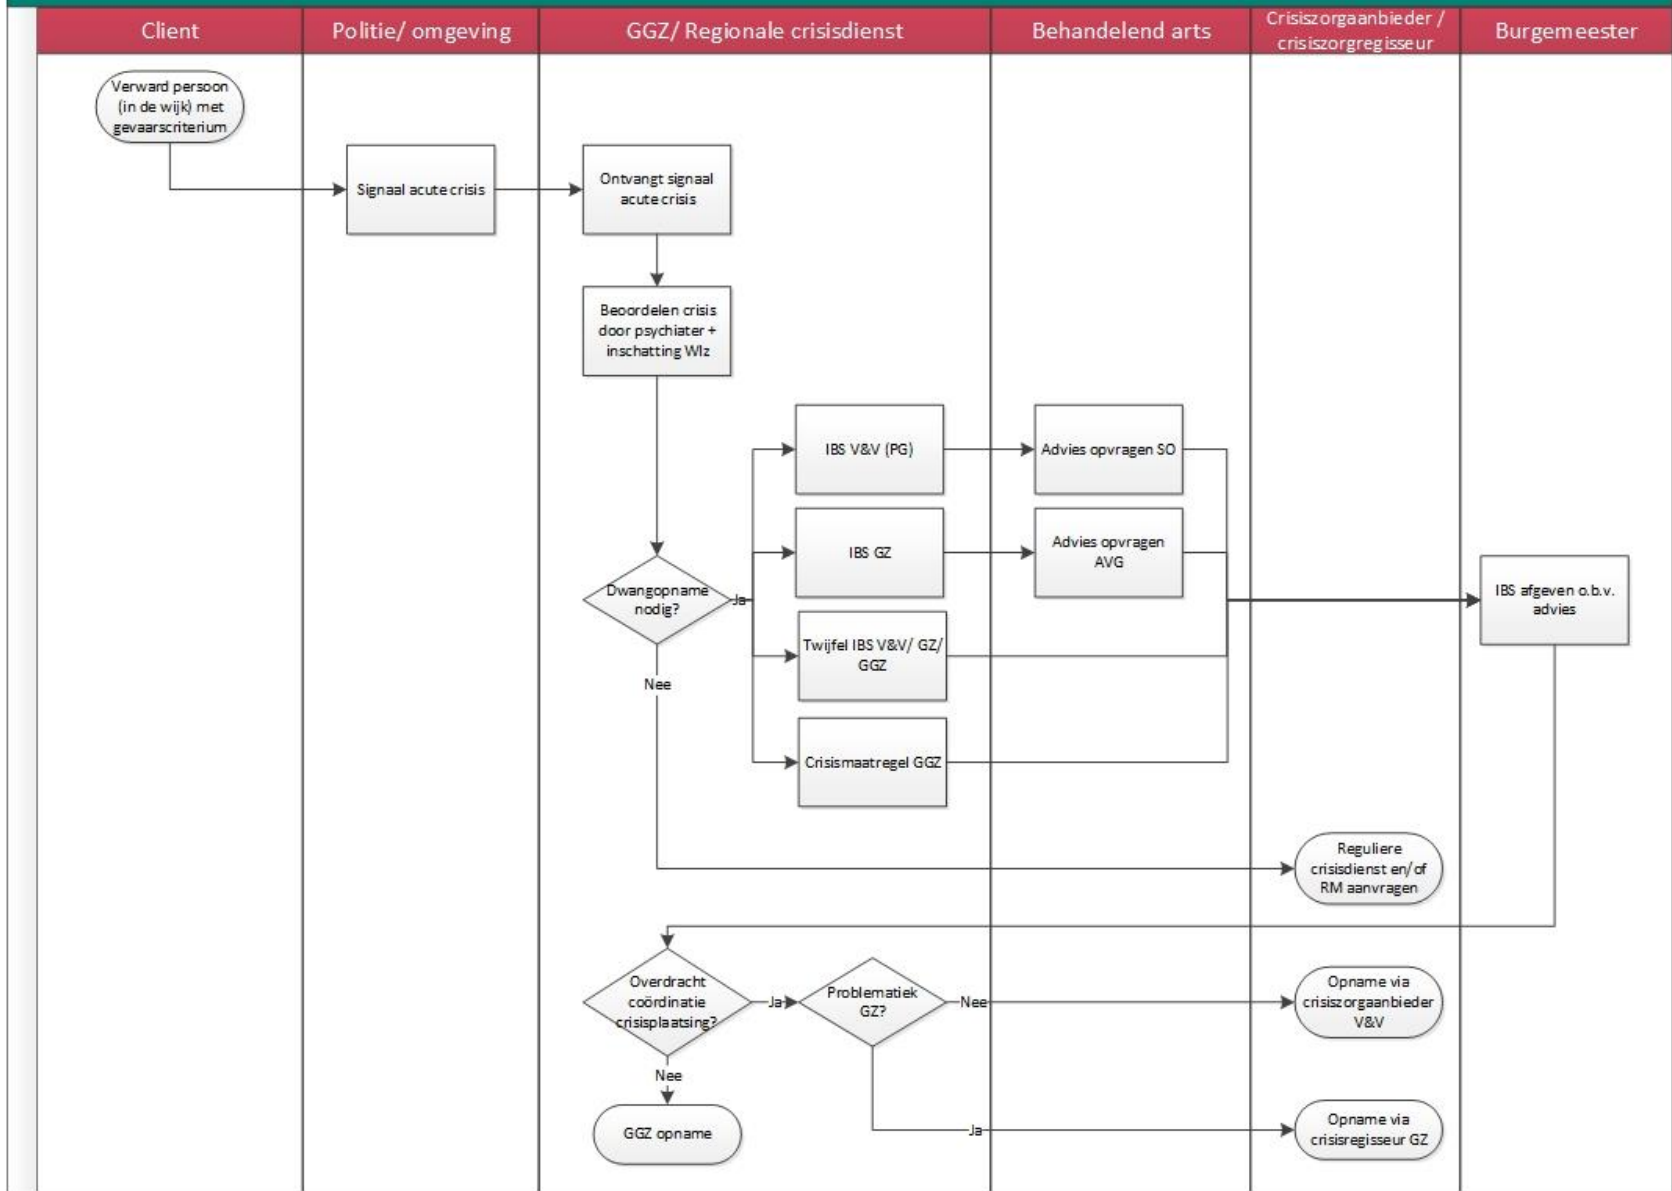 Client
Politie/ omgeving
GGZ/ Regionale crisisdienst
Behandelend arts
Crisiszorgaanbieder /
crisiszorgregisseur
Burgemeester
Verward persoon
(in de wijk) met
gevaarscriterium
Signaal acute crisis
Ontvangt signaal
acute crisis
Beoordelen crisis
door psychiater +
inschatting Wlz
IBS V&V (PG)
Advies opvragen SO
IBS GZ
Advies opvragen
AVG
Dwangopname
nodig?
Ja
IBS afgeven o.b.v.
advies
Twijfel IBS V&V/ GZ/
GGZ
Nee
Crisismaatregel GGZ
Reguliere
crisisdienst en/of
RM aanvragen
Overdracht
coördinatie
crisisplaatsing?
Ja
Problematiek
GZ?
Nee
Opname via
crisiszorgaanbieder
V&V
Nee
GGZ opname
Ja
Opname via
crisisregisseur GZ